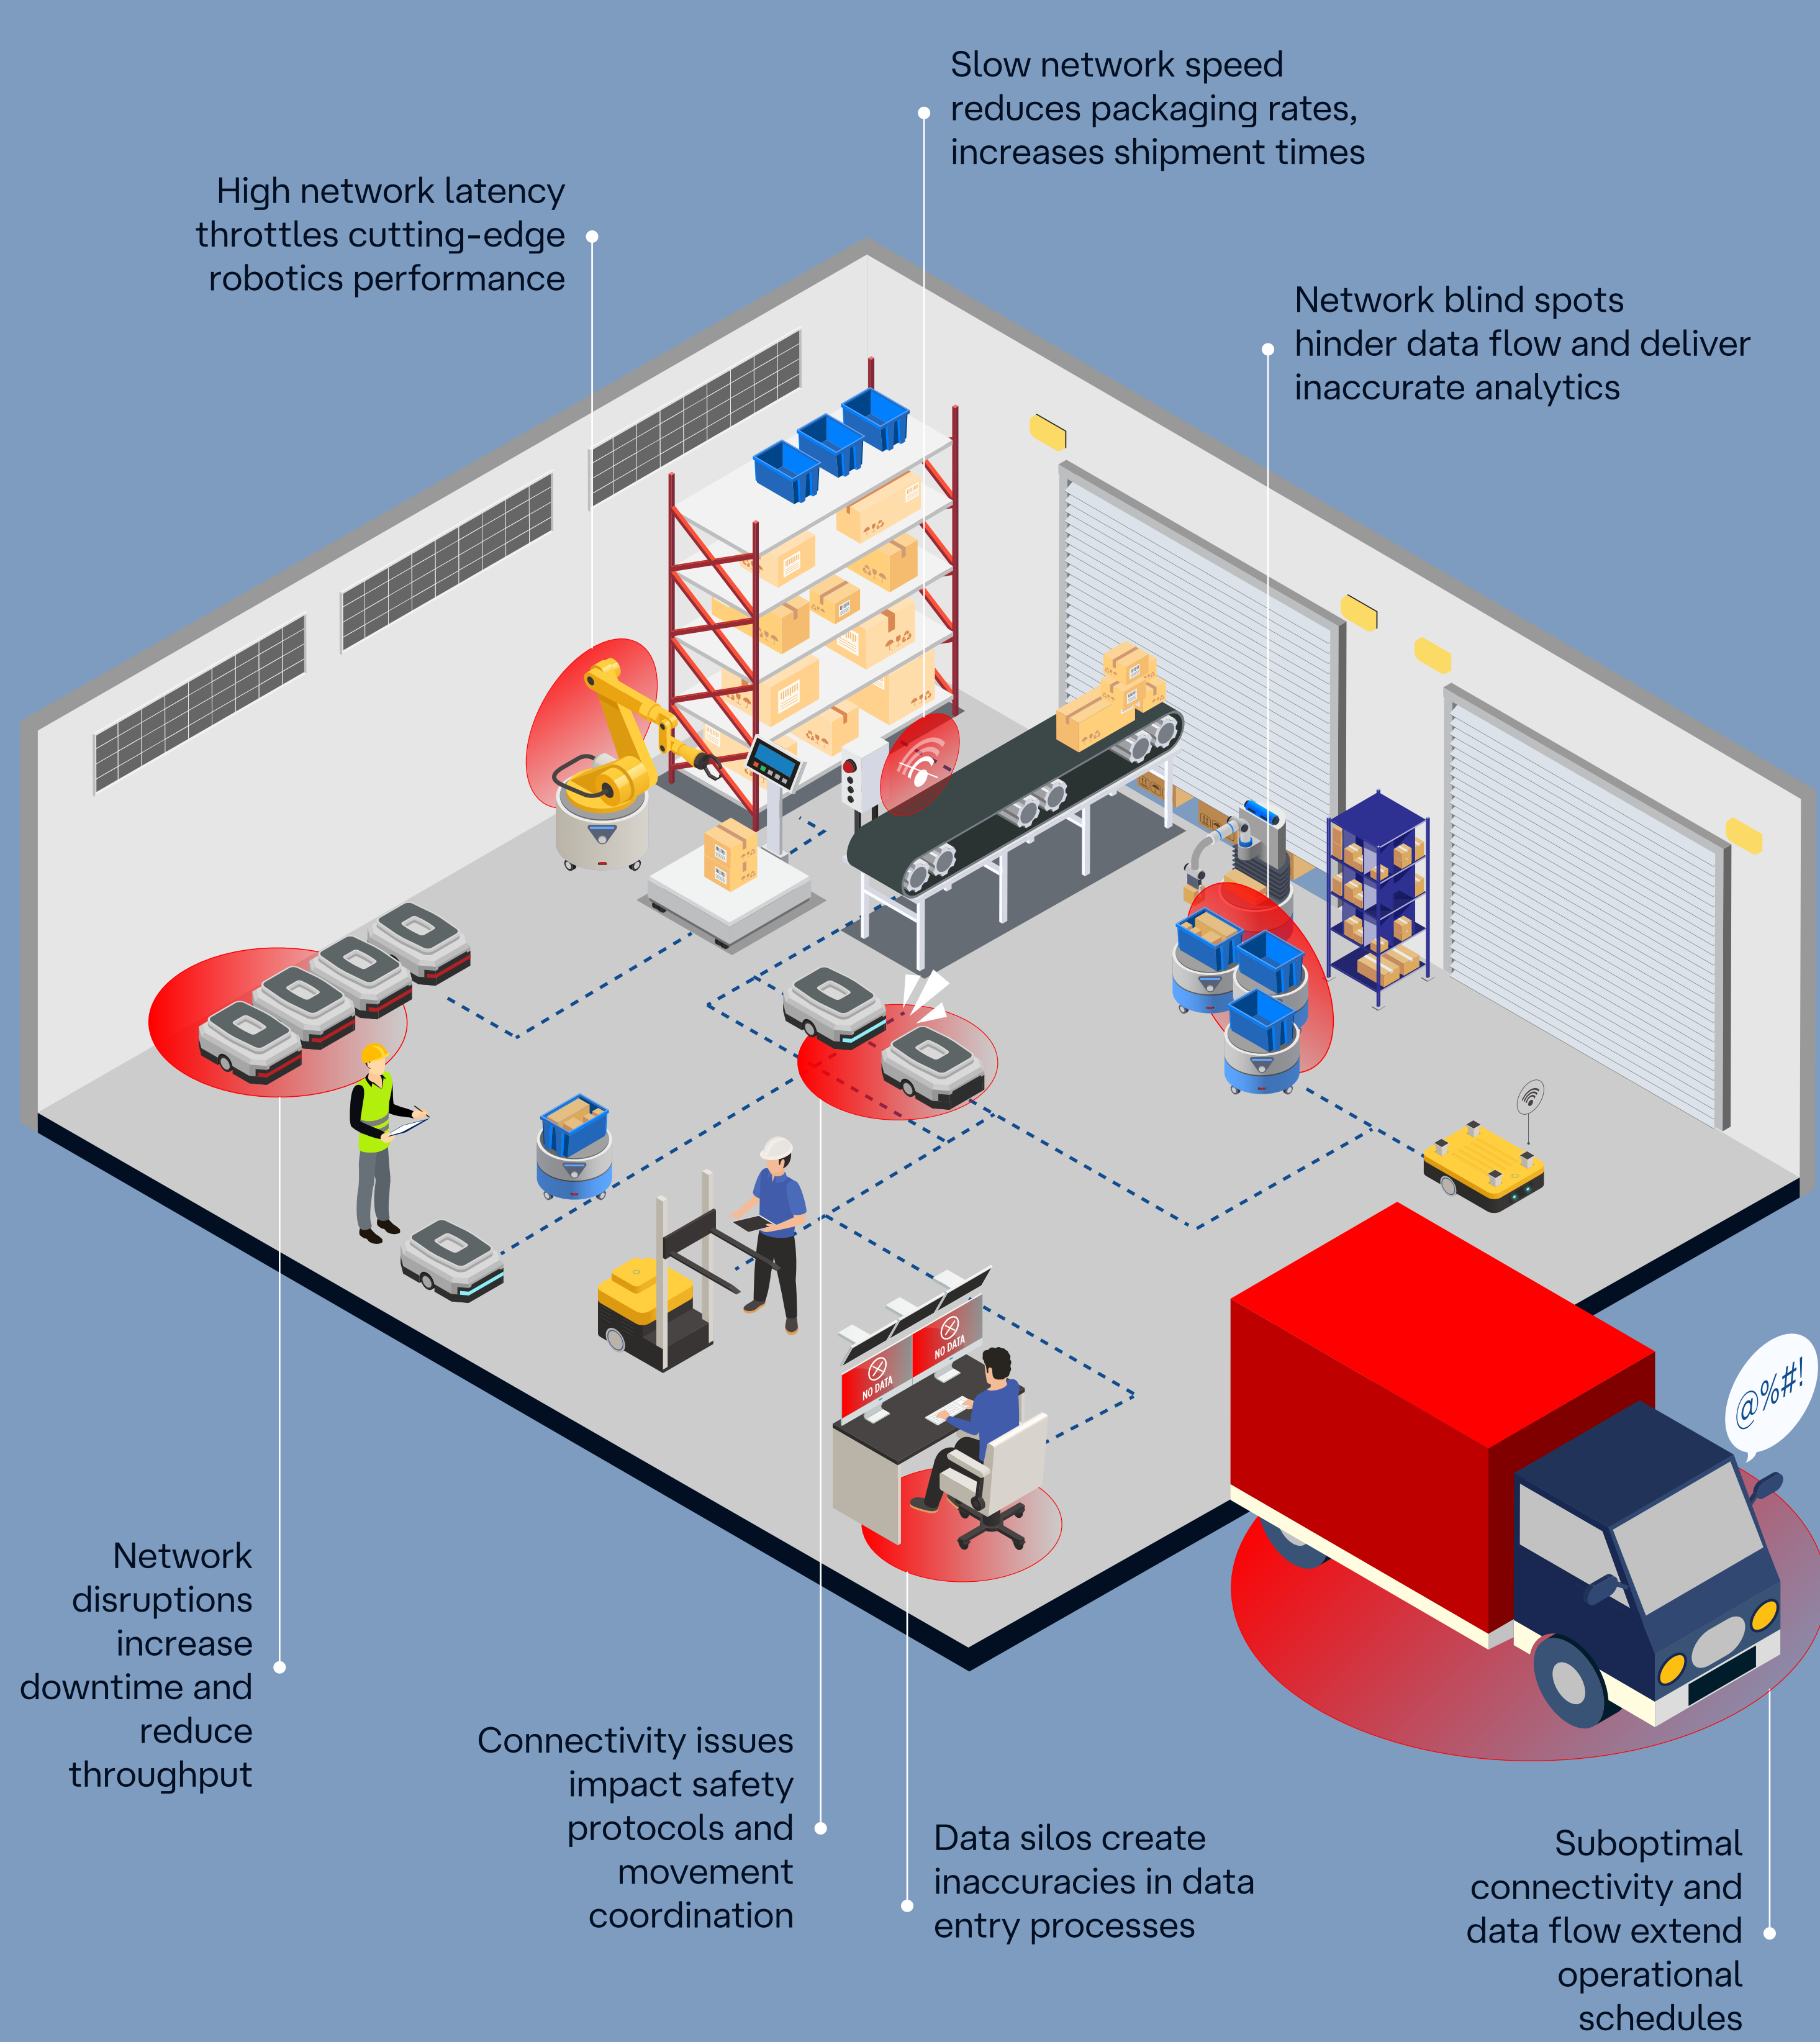 Slow network speed
reduces packaging rates,
increases shipment times
High network latency
throttles cutting-edge
robotics performance
Network blind spots
hinder data flow and deliver
inaccurate analytics
NO DATA
NO DATA
@%#!
Network
disruptions
increase
downtime and
reduce
throughput
Connectivity issues
impact safety
protocols and
movement
coordination
Data silos create
inaccuracies in data
entry processes
Suboptimal
connectivity and
data flow extend
operational
schedules